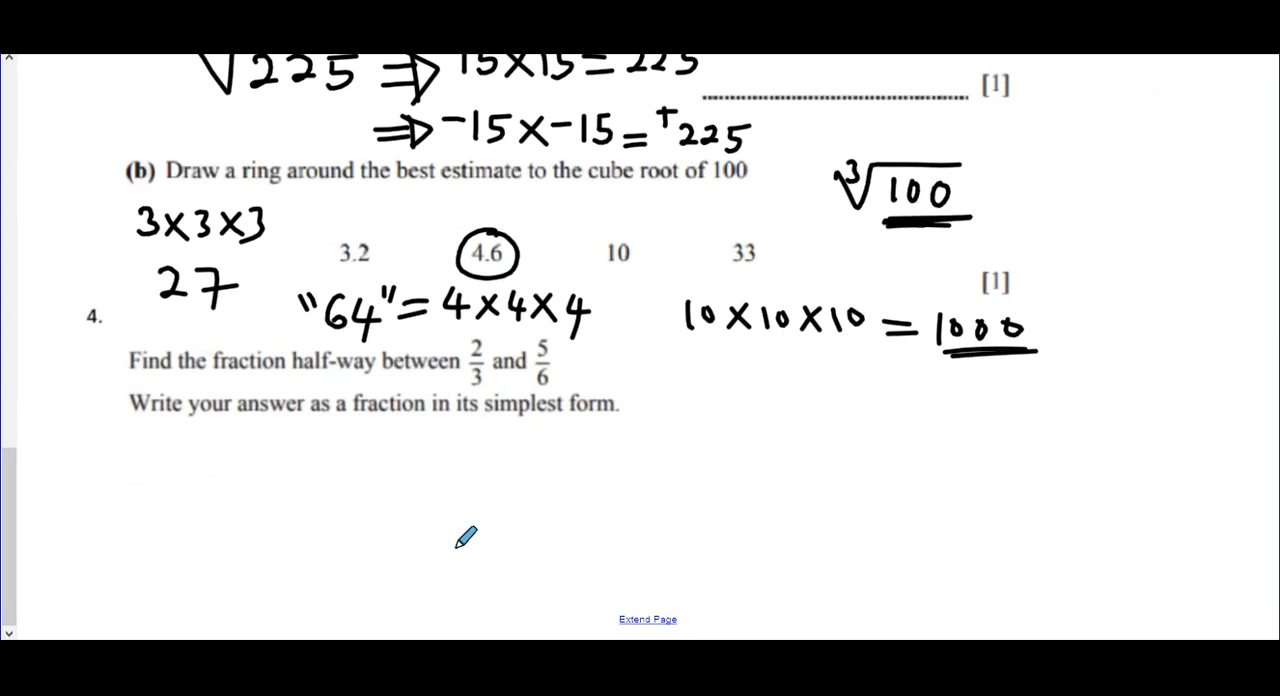 √225 ⇒ 15×15=225
[1]
⇒ -15×-15=+225
(b) Draw a ring around the best estimate to the cube root of 100
∛100
3×3×3
3.2 4.6 10 33
27
[1]
"64"=4×4×4
10×10×10=1000
4.
Find the fraction half-way between 2/3 and 5/6
Write your answer as a fraction in its simplest form.
Extend Page